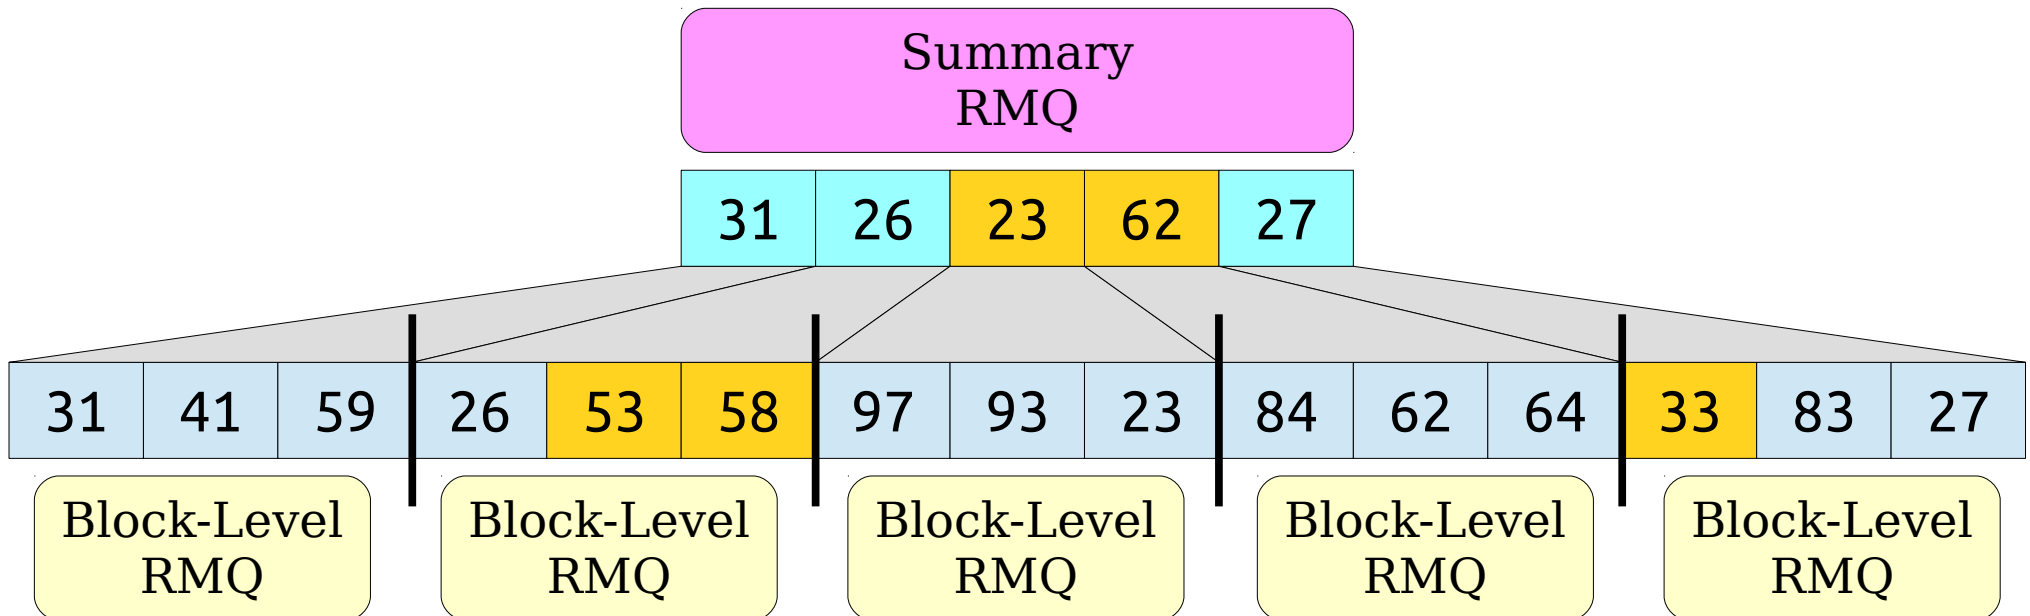 Summary
RMQ
31 26 23 62 27
31 41 59 26 53 58 97 93 23 84 62 64 33 83 27
Block-Level Block-Level Block-Level Block-Level Block-Level
RMQ RMQ RMQ RMQ RMQ